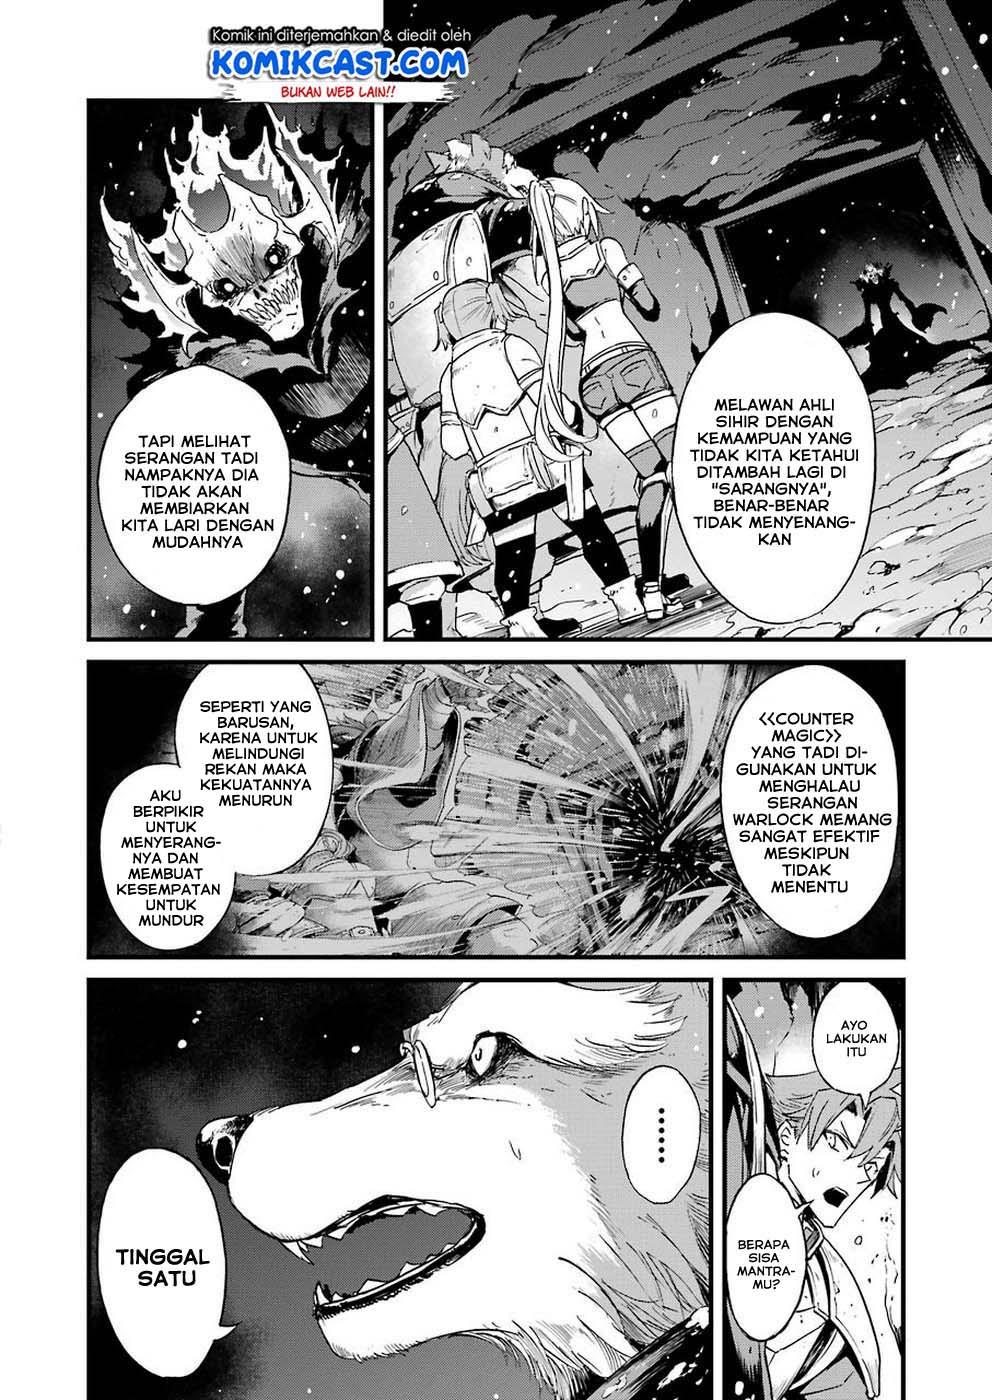 Komik ini diterjemahkan & diedit oleh
KOMIKCAST.COM
BUKAN WEB LAIN!!
MELAWAN AHLI
SIHIR DENGAN
KEMAMPUAN YANG
TIDAK KITA KETAHUI
DITAMBAH LAGI DI
"SARANGNYA",
BENAR-BENAR
TIDAK MENYENANG-
KAN
TAPI MELIHAT
SERANGAN TADI
NAMPAKNYA DIA
TIDAK AKAN
MEMBIARKAN
KITA LARI DENGAN
MUDAHNYA
<<COUNTER
MAGIC>>
YANG TADI DI-
GUNAKAN UNTUK
MENGHALAU
SERANGAN
WARLOCK MEMANG
SANGAT EFEKTIF
MESKIPUN
TIDAK
MENENTU
SEPERTI YANG
BARUSAN,
KARENA UNTUK
MELINDUNGI
REKAN MAKA
KEKUATANNYA
MENURUN
AKU
BERPIKIR
UNTUK
MENYERANG-
NYA DAN
MEMBUAT
KESEMPATAN
UNTUK
MUNDUR
AYO
LAKUKAN
ITU
BERAPA
SISA
MANTRA-
MU?
......
TINGGAL
SATU